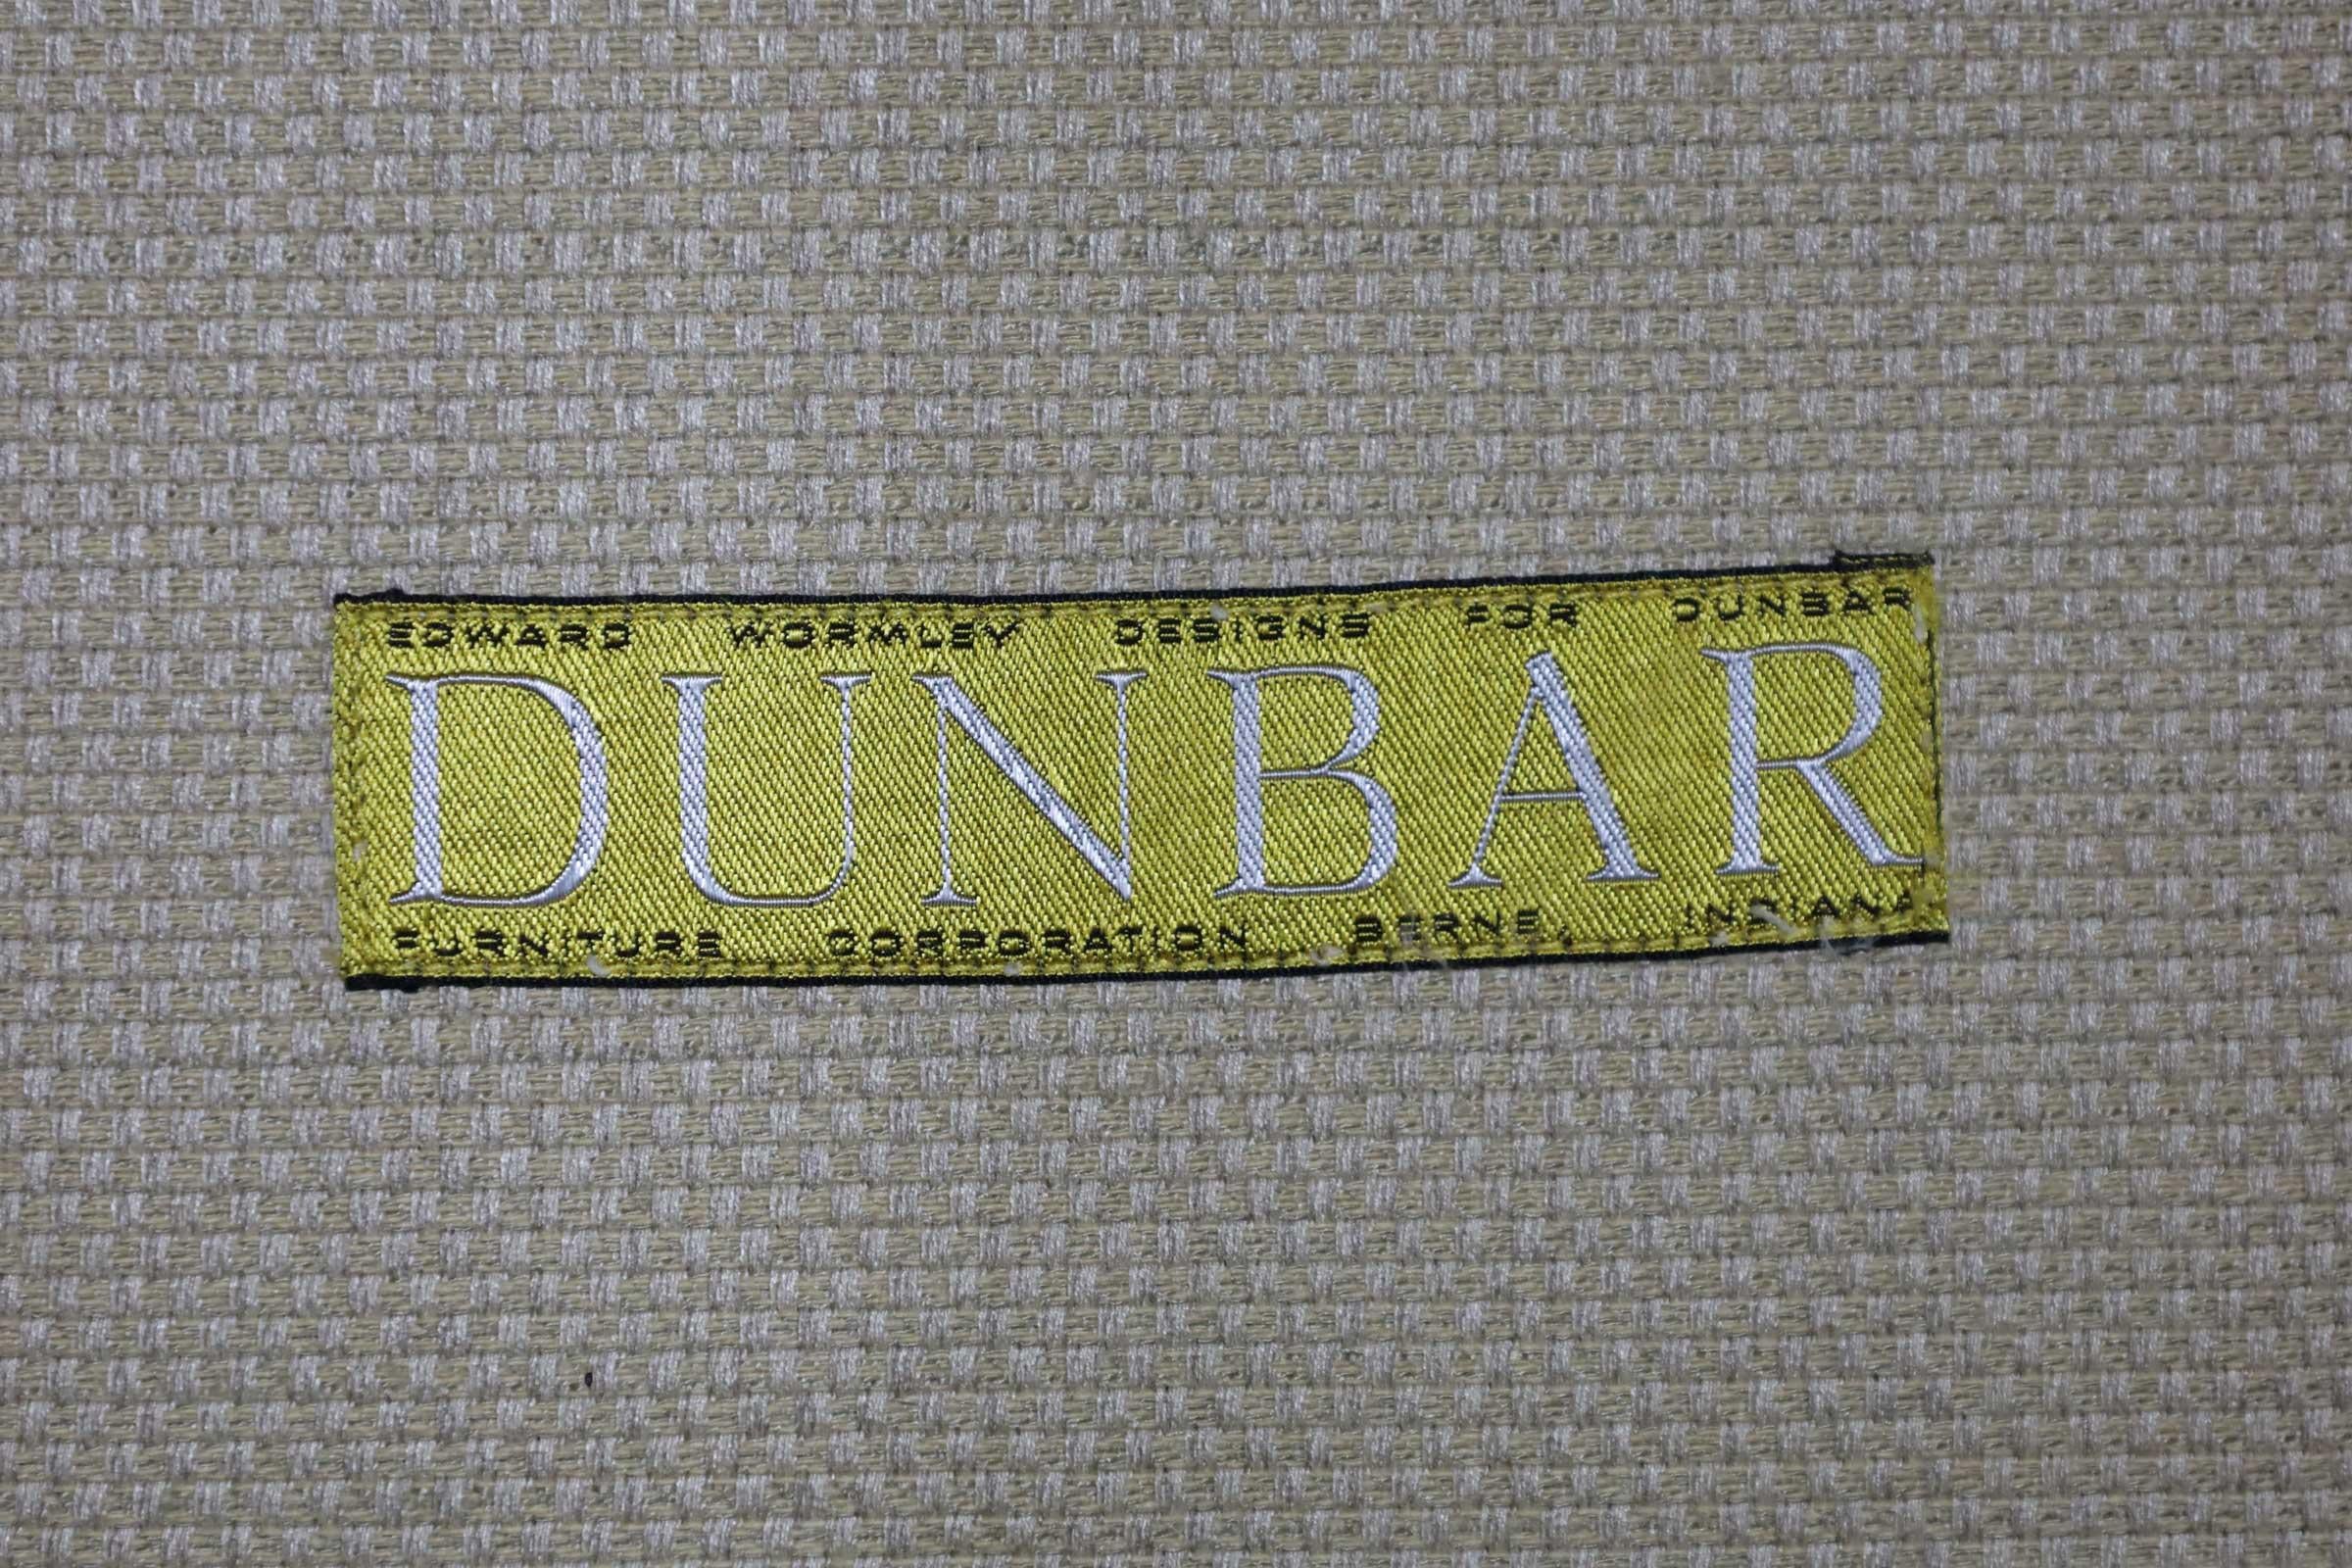 EDWARD WORMLEY DESIGNS FOR DUNBAR
DUNBAR
FURNITURE CORPORATION BERNE, INDIANA